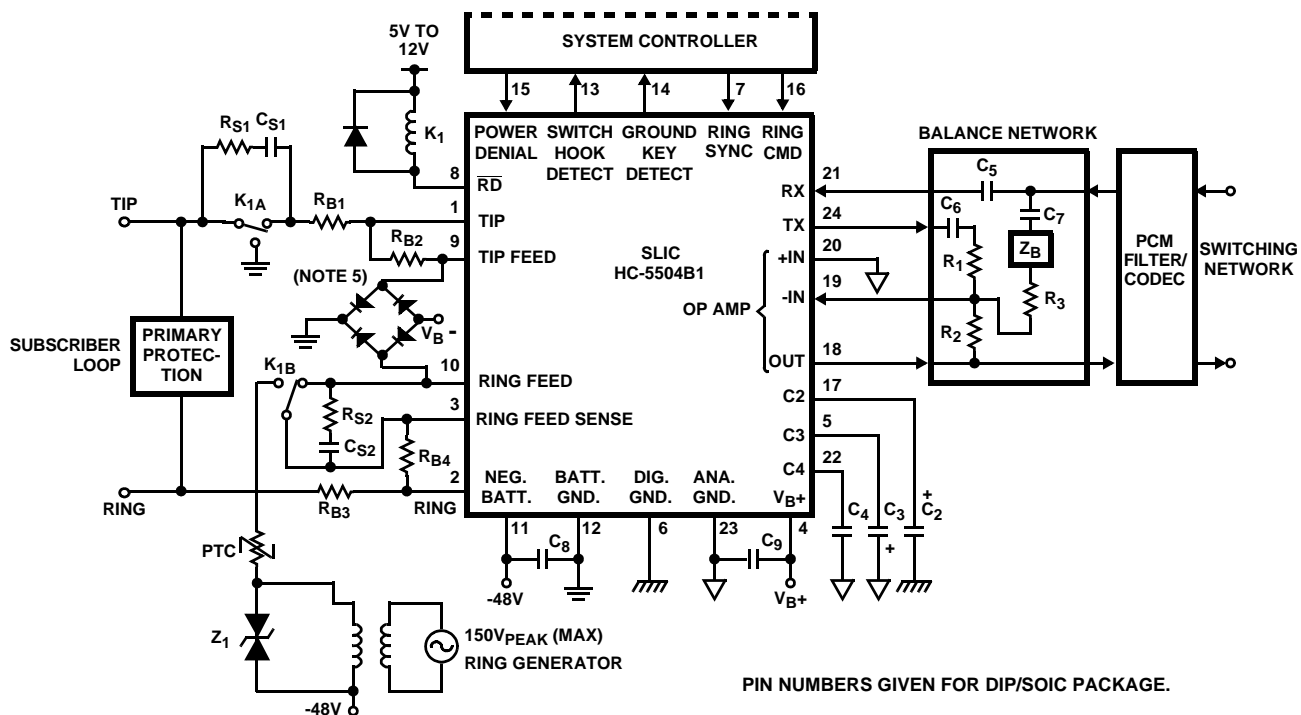 5V TO
12V
SYSTEM CONTROLLER
15
13
14
7
16
POWER
DENIAL
SWITCH
HOOK
DETECT
GROUND
KEY
DETECT
RING
SYNC
RING
CMD
RS1
CS1
K1
8
RD
TIP
K1A
RB1
1
TIP
RB2
9
TIP FEED
(NOTE 5)
VB -
SUBSCRIBER
LOOP
PRIMARY
PROTEC-
TION
K1B
10
RING FEED
RS2
3
RING FEED SENSE
CS2
RB4
2
RING
RING
RB3
SLIC
HC-5504B1
OP AMP
RX
21
TX
24
+IN
20
-IN
19
OUT
18
C2
17
C3
5
C4
22
VB+
4
NEG.
BATT.
BATT.
GND.
DIG.
GND.
ANA.
GND.
11
12
6
23
C8
C9
-48V
VB+
C4
C3
+
+
C2
BALANCE NETWORK
C5
C6
C7
ZB
R1
R3
R2
PCM
FILTER/
CODEC
SWITCHING
NETWORK
PTC
Z1
-48V
150VPEAK (MAX)
RING GENERATOR
PIN NUMBERS GIVEN FOR DIP/SOIC PACKAGE.